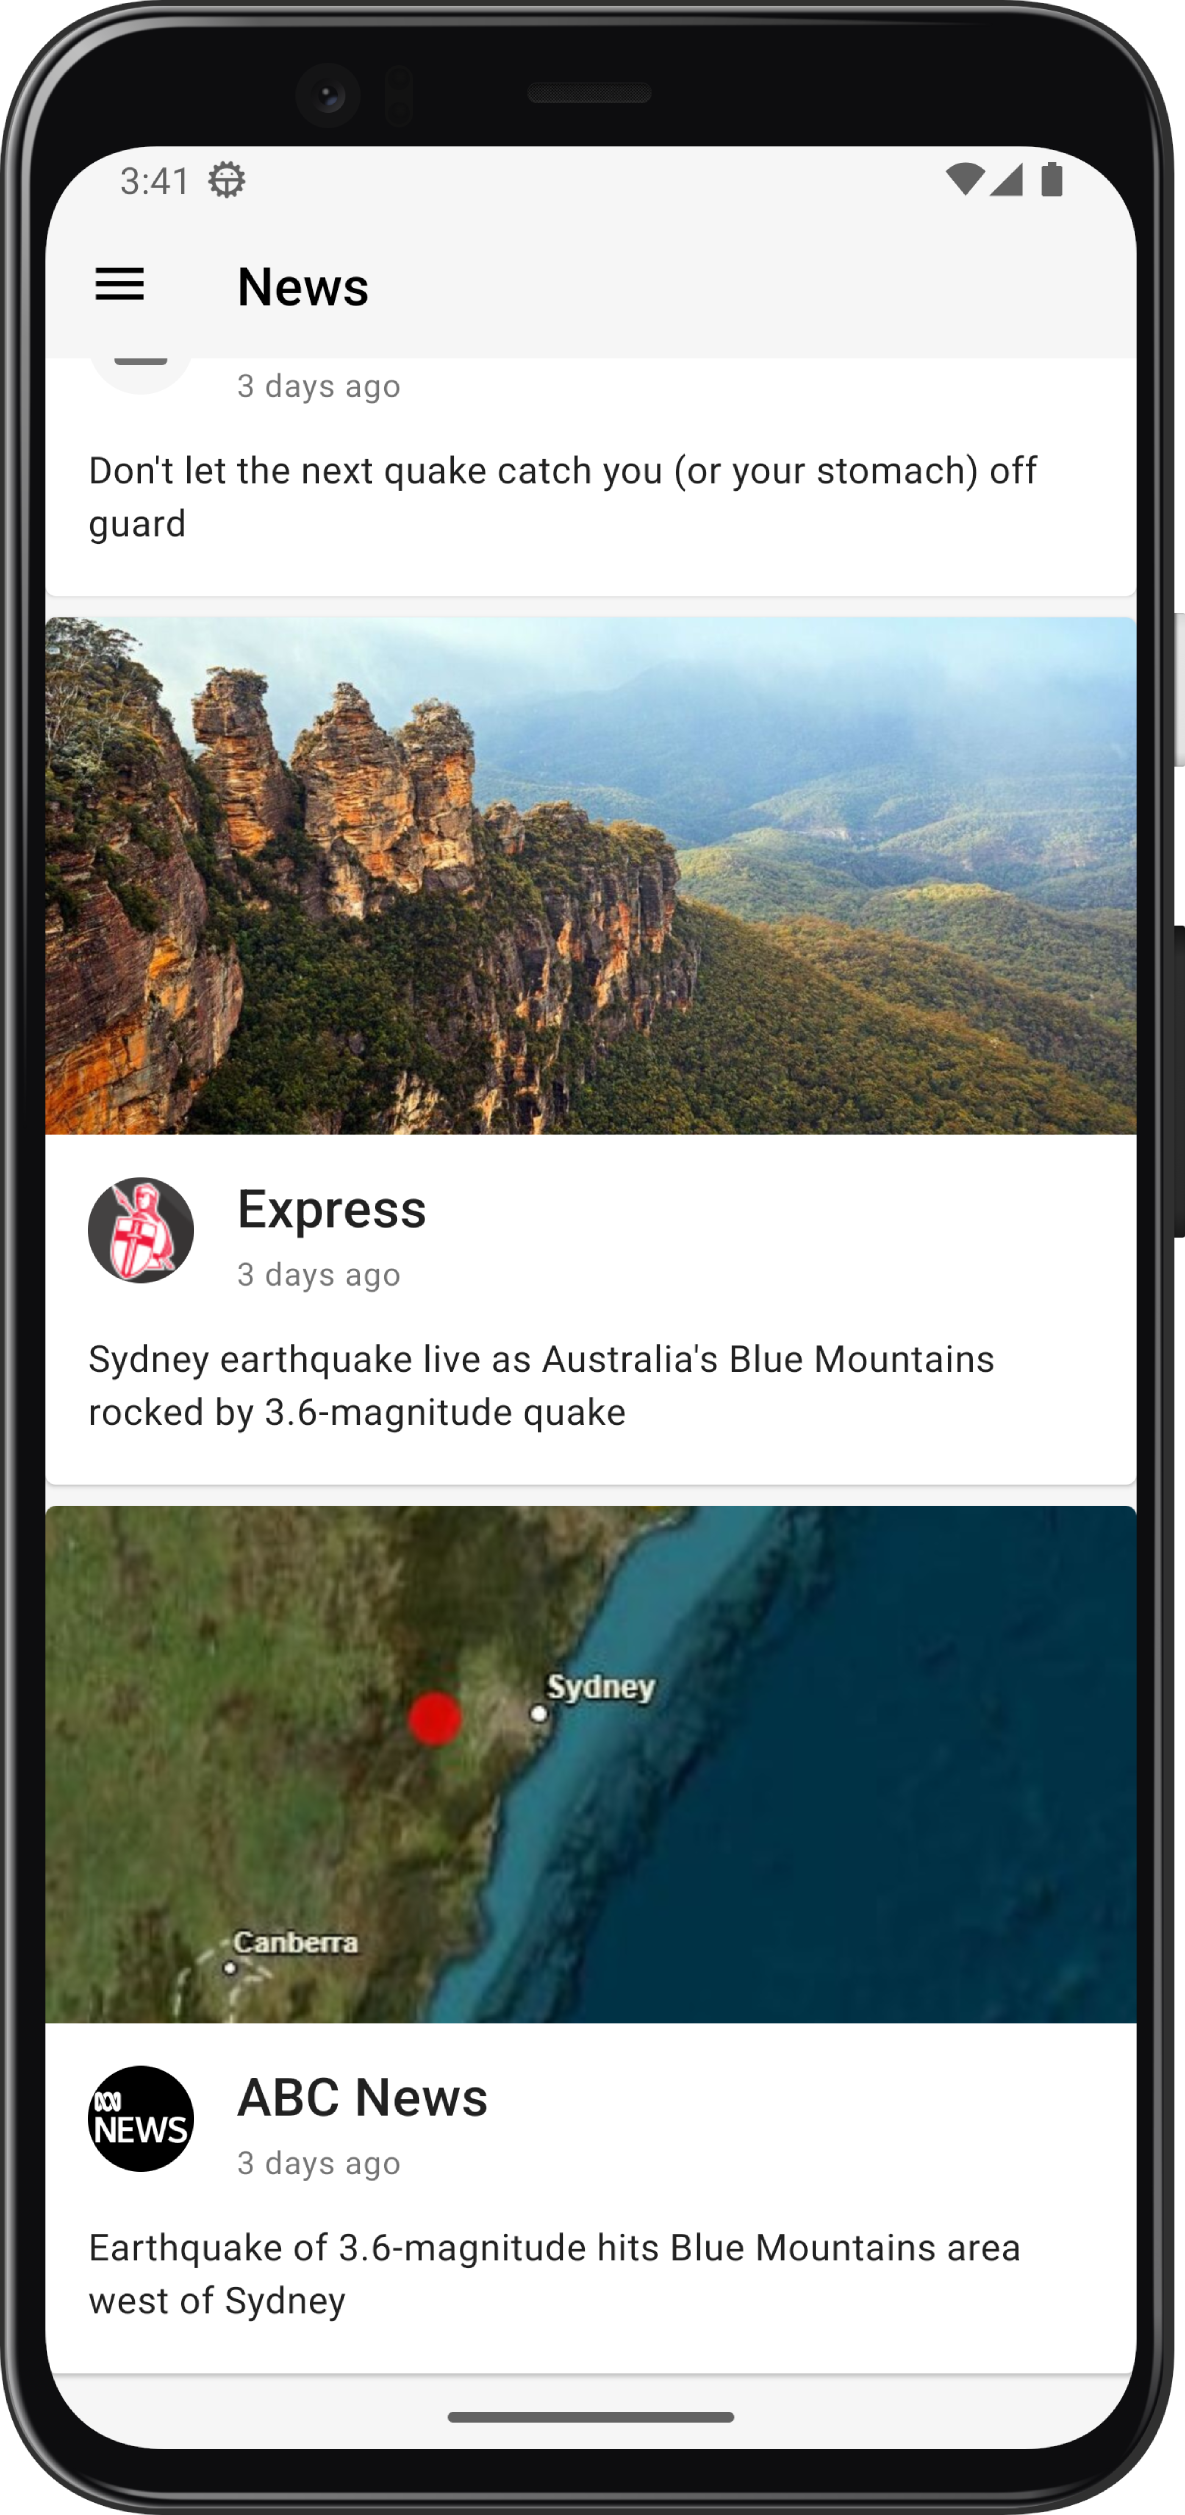 3:41
News
3 days ago
Don't let the next quake catch you (or your stomach) off
guard
Express
3 days ago
Sydney earthquake live as Australia's Blue Mountains
rocked by 3.6-magnitude quake
Sydney
Canberra
NEWS
ABC News
3 days ago
Earthquake of 3.6-magnitude hits Blue Mountains area
west of Sydney